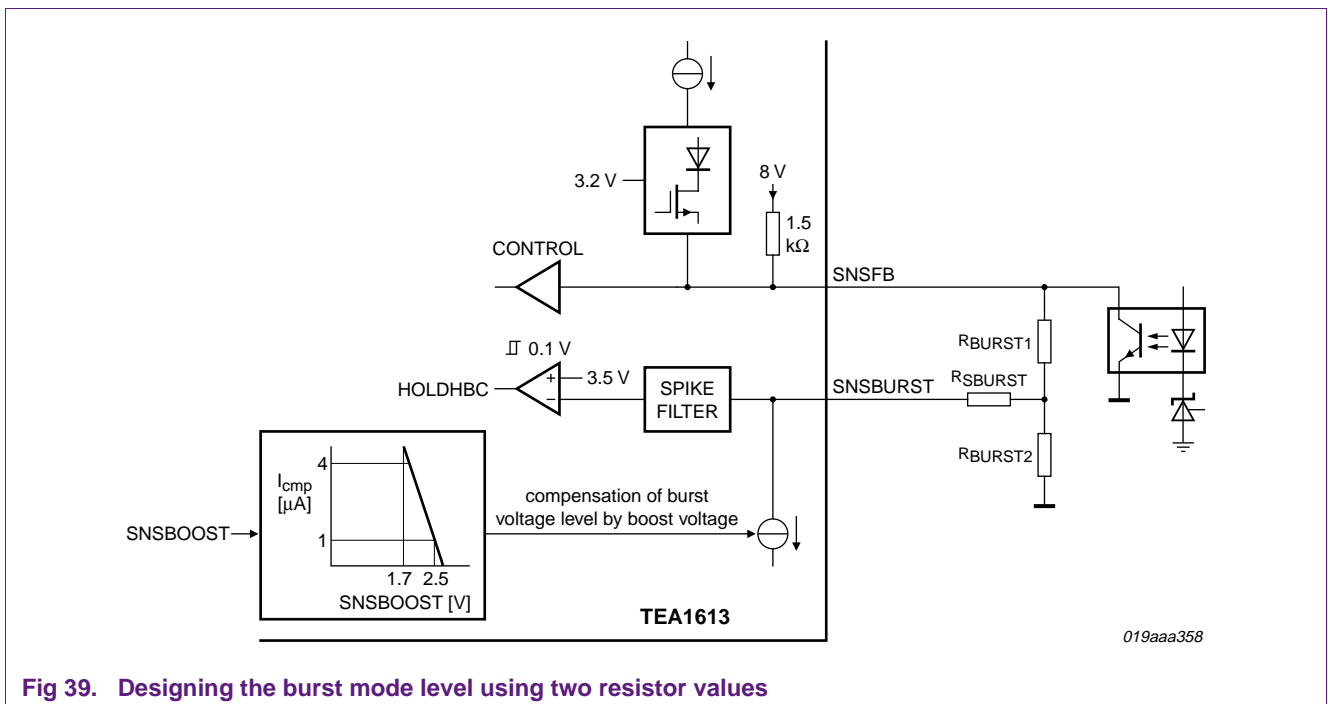 3.2 V
8 V
1.5
kΩ
CONTROL
SNSFB
0.1 V
3.5 V
HOLDHBC
+
−
SPIKE
FILTER
SNSBURST
RBURST1
RSBURST
RBURST2
SNSBOOST
Icmp
[μA]
4
1
1.7 2.5
SNSBOOST [V]
compensation of burst
voltage level by boost voltage
TEA1613
019aaa358
Fig 39. Designing the burst mode level using two resistor values